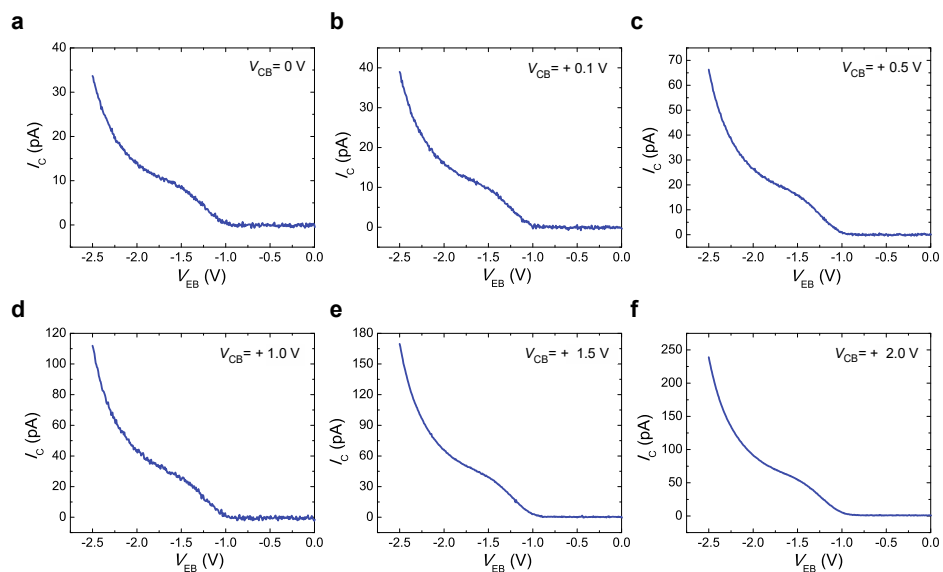 a
V_CB= 0 V
40
30
20
10
0
I_C (pA)
-2.5 -2.0 -1.5 -1.0 -0.5 0.0
V_EB (V)
b
V_CB= + 0.1 V
40
30
20
10
0
I_C (pA)
-2.5 -2.0 -1.5 -1.0 -0.5 0.0
V_EB (V)
c
V_CB= + 0.5 V
70
60
50
40
30
20
10
0
I_C (pA)
-2.5 -2.0 -1.5 -1.0 -0.5 0.0
V_EB (V)
d
V_CB= + 1.0 V
120
100
80
60
40
20
0
I_C (pA)
-2.5 -2.0 -1.5 -1.0 -0.5 0.0
V_EB (V)
e
V_CB= + 1.5 V
180
150
120
90
60
30
0
I_C (pA)
-2.5 -2.0 -1.5 -1.0 -0.5 0.0
V_EB (V)
f
V_CB= + 2.0 V
250
200
150
100
50
0
I_C (pA)
-2.5 -2.0 -1.5 -1.0 -0.5 0.0
V_EB (V)